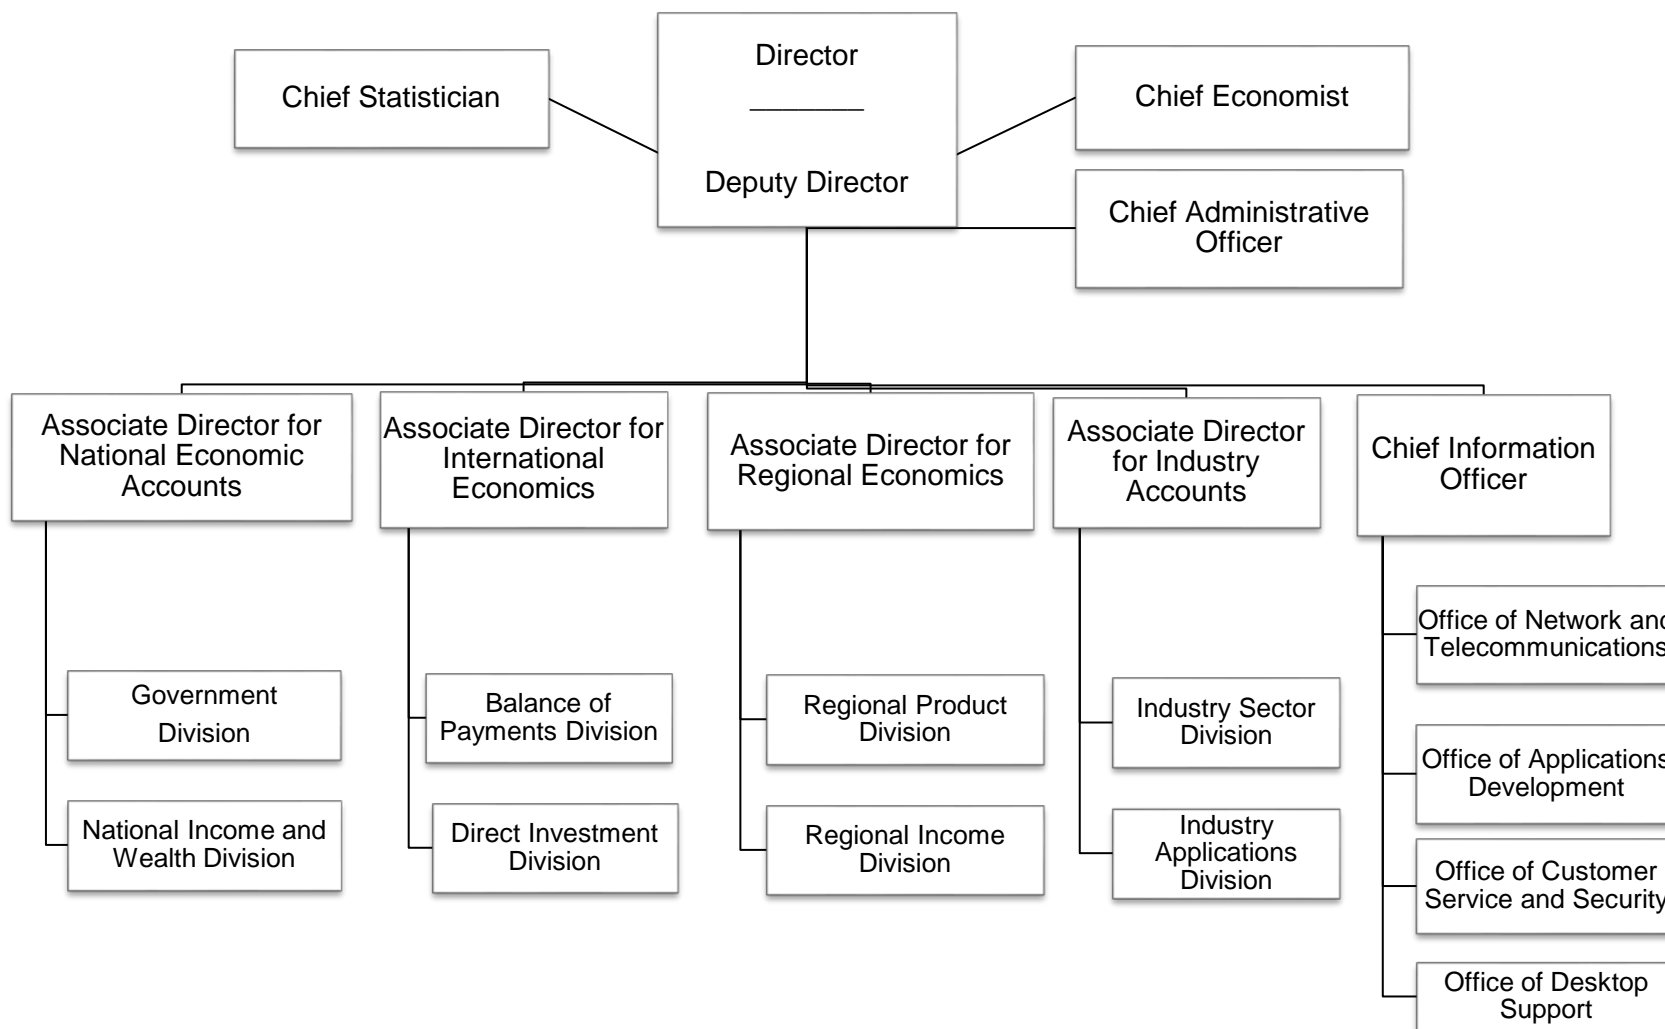 Director
_______
Deputy Director
Chief Statistician
Chief Economist
Chief Administrative
Officer
Associate Director for
National Economic
Accounts
Associate Director for
International
Economics
Associate Director for
Regional Economics
Associate Director
for Industry
Accounts
Chief Information
Officer
Government
Division
National Income and
Wealth Division
Balance of
Payments Division
Direct Investment
Division
Regional Product
Division
Regional Income
Division
Industry Sector
Division
Industry
Applications
Division
Office of Network and
Telecommunications
Office of Applications
Development
Office of Customer
Service and Security
Office of Desktop
Support